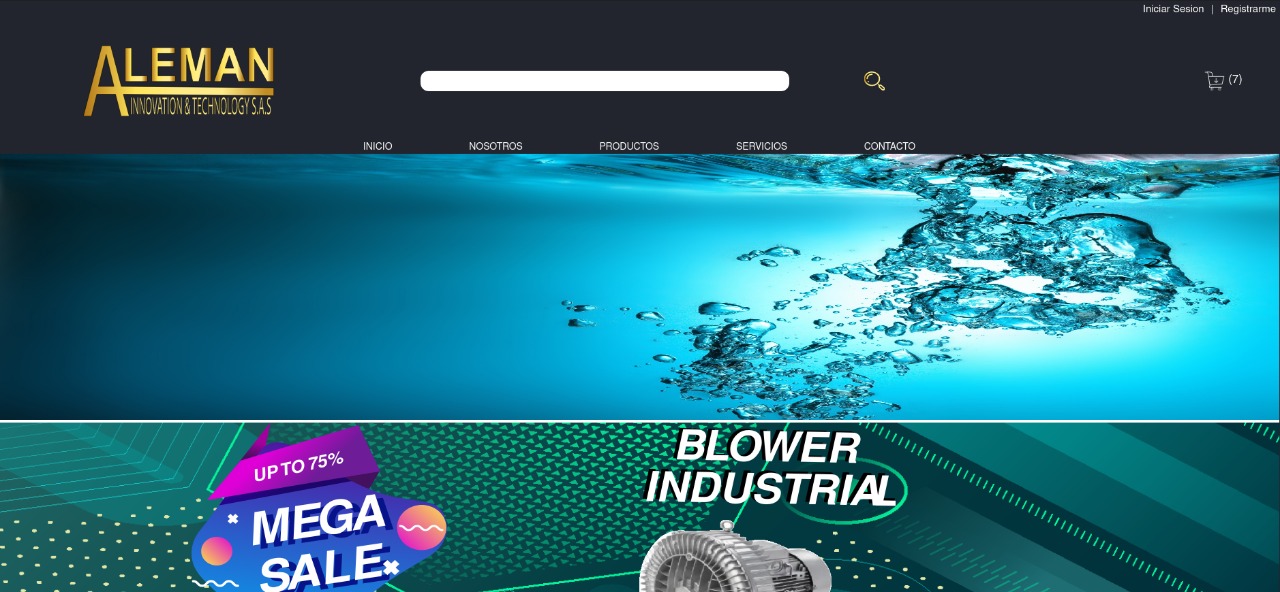 Iniciar Sesion | Registrarme
ALEMAN
INNOVATION & TECHNOLOGY S.A.S
(7)
INICIO NOSOTROS PRODUCTOS SERVICIOS CONTACTO
UP TO 75%
MEGA
SALE
BLOWER
INDUSTRIAL